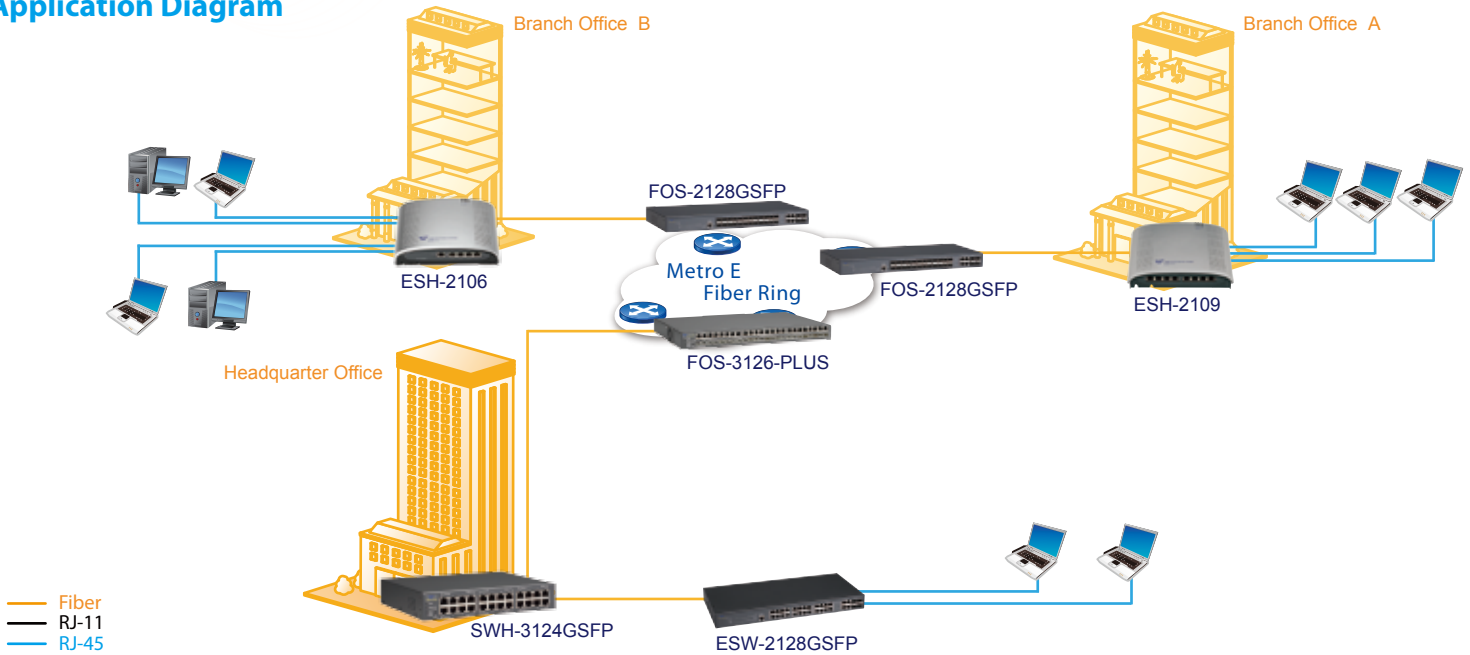 Application Diagram
Branch Office B
Branch Office A
FOS-2128GSFP
Metro E
Fiber Ring
ESH-2106
FOS-2128GSFP
ESH-2109
FOS-3126-PLUS
Headquarter Office
Fiber
RJ-11
RJ-45
SWH-3124GSFP
ESW-2128GSFP